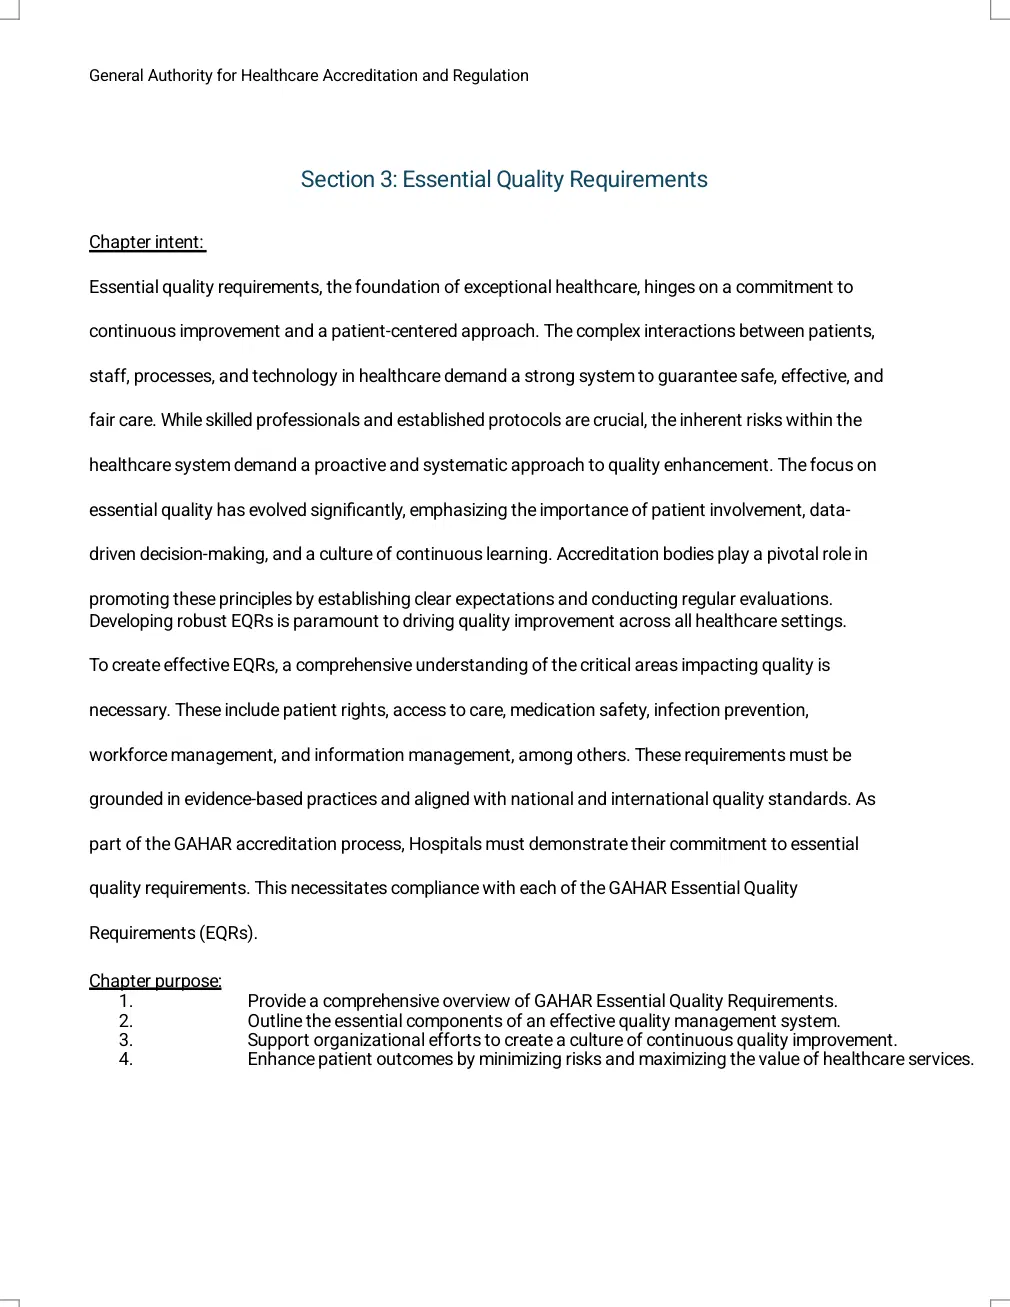 General Authority for Healthcare Accreditation and Regulation
Section 3: Essential Quality Requirements
Chapter intent:
Essential quality requirements, the foundation of exceptional healthcare, hinges on a commitment to
continuous improvement and a patient-centered approach. The complex interactions between patients,
staff, processes, and technology in healthcare demand a strong system to guarantee safe, effective, and
fair care. While skilled professionals and established protocols are crucial, the inherent risks within the
healthcare system demand a proactive and systematic approach to quality enhancement. The focus on
essential quality has evolved significantly, emphasizing the importance of patient involvement, data-
driven decision-making, and a culture of continuous learning. Accreditation bodies play a pivotal role in
promoting these principles by establishing clear expectations and conducting regular evaluations.
Developing robust EQRs is paramount to driving quality improvement across all healthcare settings.
To create effective EQRs, a comprehensive understanding of the critical areas impacting quality is
necessary. These include patient rights, access to care, medication safety, infection prevention,
workforce management, and information management, among others. These requirements must be
grounded in evidence-based practices and aligned with national and international quality standards. As
part of the GAHAR accreditation process, Hospitals must demonstrate their commitment to essential
quality requirements. This necessitates compliance with each of the GAHAR Essential Quality
Requirements (EQRs).
Chapter purpose:
1. Provide a comprehensive overview of GAHAR Essential Quality Requirements.
2. Outline the essential components of an effective quality management system.
3. Support organizational efforts to create a culture of continuous quality improvement.
4. Enhance patient outcomes by minimizing risks and maximizing the value of healthcare services.